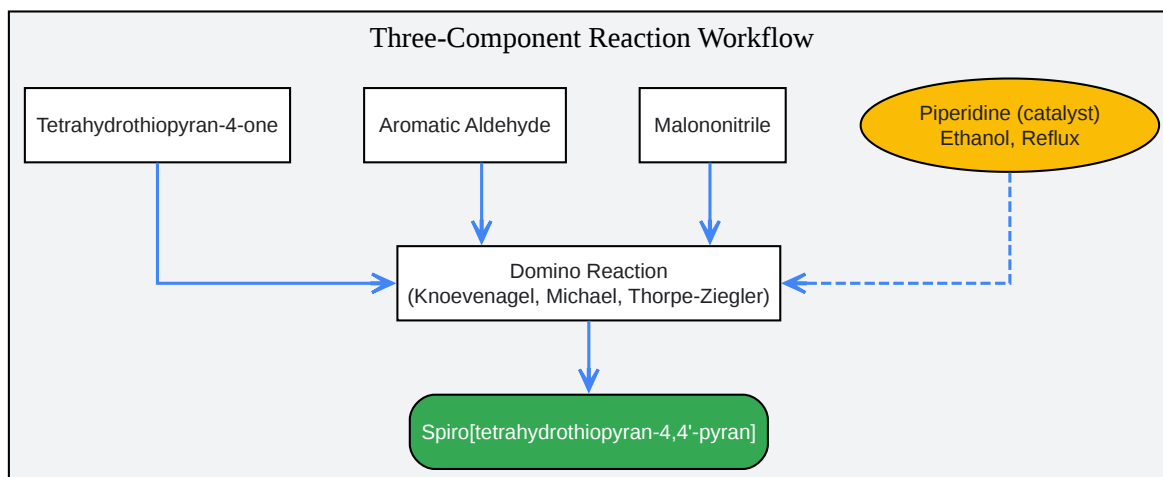 Three-Component Reaction Workflow
Tetrahydrothiopyran-4-one
Aromatic Aldehyde
Malononitrile
Piperidine (catalyst)
Ethanol, Reflux
Domino Reaction
(Knoevenagel, Michael, Thorpe-Ziegler)
Spiro[tetrahydrothiopyran-4,4'-pyran]